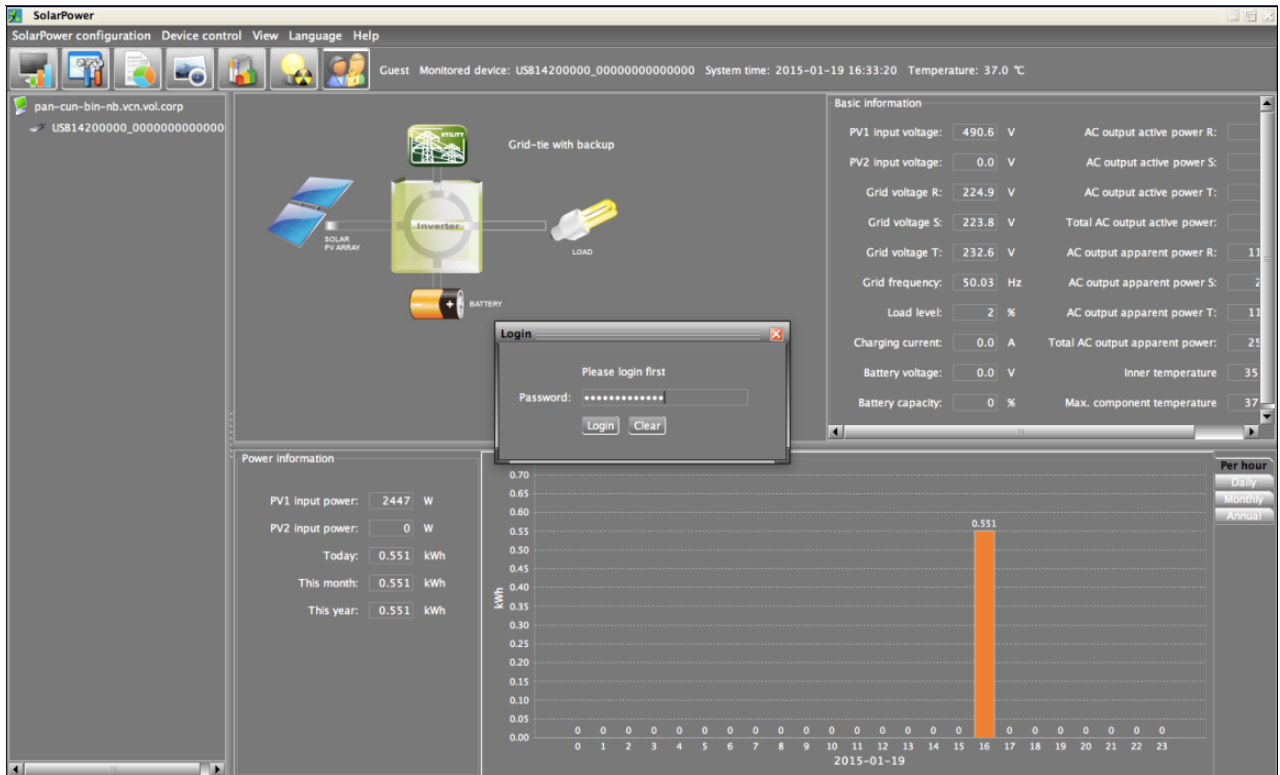 SolarPower
SolarPower configuration Device control View Language Help
Guest Monitored device: USB14200000_00000000000000 System time: 2015-01-19 16:33:20 Temperature: 37.0 ℃
pan-cun-bin-nb.vcn.vol.corp
USB14200000_0000000000000
UTILITY
Grid-tie with backup
Inverter
SOLAR
PV ARRAY
LOAD
BATTERY
Basic information
PV1 input voltage: 490.6 V AC output active power R:
PV2 input voltage: 0.0 V AC output active power S:
Grid voltage R: 224.9 V AC output active power T:
Grid voltage S: 223.8 V Total AC output active power:
Grid voltage T: 232.6 V AC output apparent power R: 11
Grid frequency: 50.03 Hz AC output apparent power S: 2
Load level: 2 % AC output apparent power T: 11
Charging current: 0.0 A Total AC output apparent power: 25
Battery voltage: 0.0 V Inner temperature 35
Battery capacity: 0 % Max. component temperature 37
Login
Please login first
Password: •••••••••••••
Login Clear
Power information
PV1 input power: 2447 W
PV2 input power: 0 W
Today: 0.551 kWh
This month: 0.551 kWh
This year: 0.551 kWh
Per hour
Daily
Monthly
Annual
kWh
0.70
0.65
0.60
0.55
0.50
0.45
0.40
0.35
0.30
0.25
0.20
0.15
0.10
0.05
0.00
0.551
0 0 0 0 0 0 0 0 0 0 0 0 0 0 0 0 0 0 0 0 0 0 0
0 1 2 3 4 5 6 7 8 9 10 11 12 13 14 15 16 17 18 19 20 21 22 23
2015-01-19